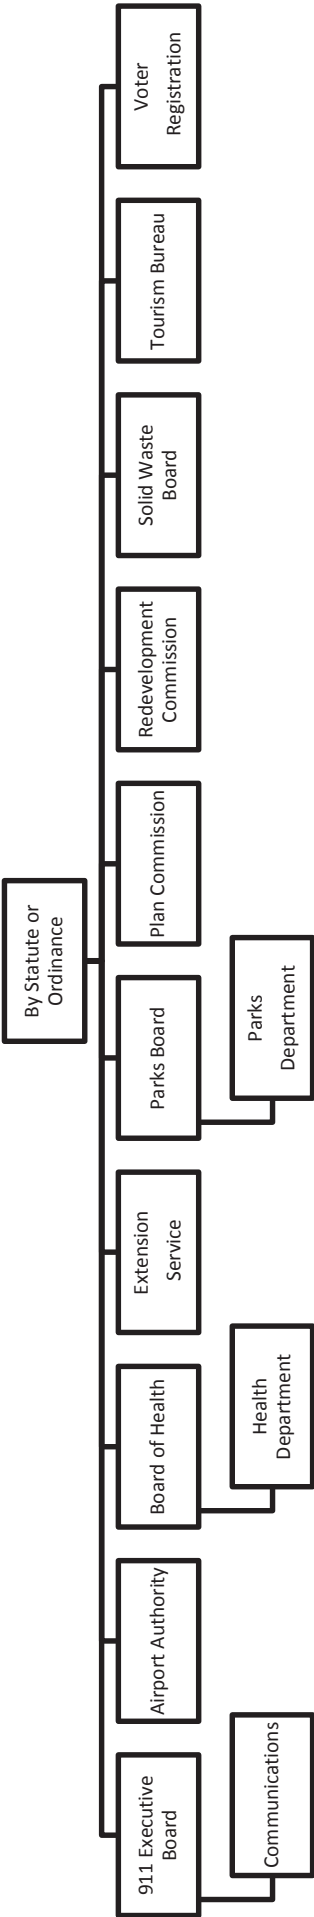 By Statute or
Ordinance
911 Executive
Board
Airport Authority
Board of Health
Extension
Service
Parks Board
Plan Commission
Redevelopment
Commission
Solid Waste
Board
Tourism Bureau
Voter
Registration
Communications
Health
Department
Parks
Department